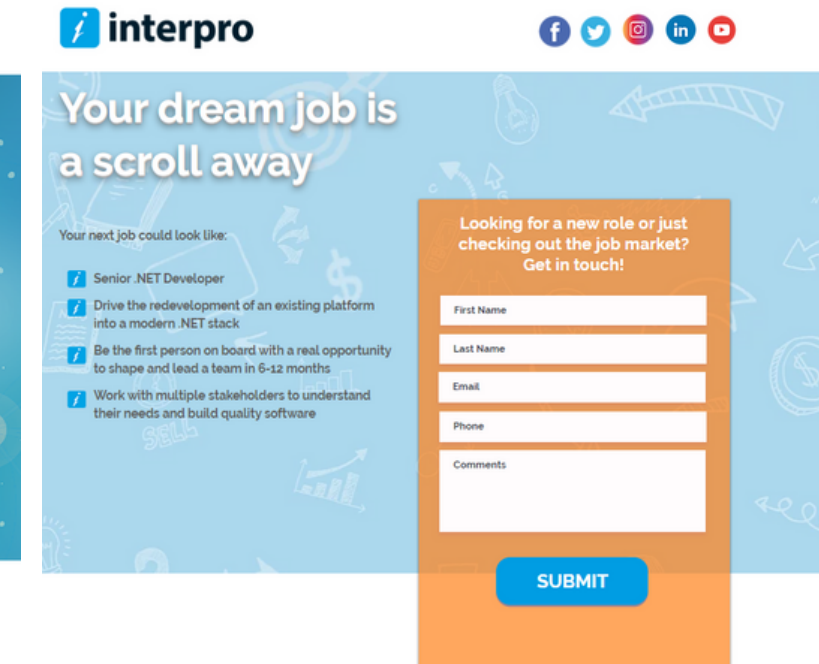 i interpro
f in
Your dream job is
a scroll away
Your next job could look like:
i Senior .NET Developer
i Drive the redevelopment of an existing platform
into a modern .NET stack
i Be the first person on board with a real opportunity
to shape and lead a team in 6-12 months
i Work with multiple stakeholders to understand
their needs and build quality software
SELL
Looking for a new role or just
checking out the job market?
Get in touch!
First Name
Last Name
Email
Phone
Comments
SUBMIT